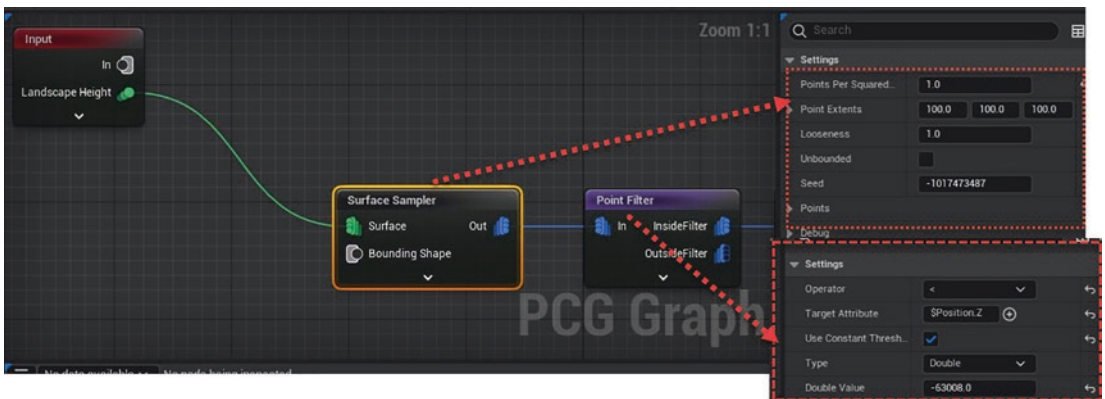 Input
In
Landscape Height
Zoom 1:1
Surface Sampler
Surface
Out
Bounding Shape
Point Filter
In
InsideFilter
OutsideFilter
PCG Graph
No data available
No node being inspected
Search
Settings
Points Per Squared..
1.0
Point Extents
100.0 100.0 100.0
Looseness
1.0
Unbounded
Seed
-1017473487
Points
Debug
Settings
Operator
<
Target Attribute
$Position.Z
Use Constant Thresh..
Type
Double
Double Value
-63008.0